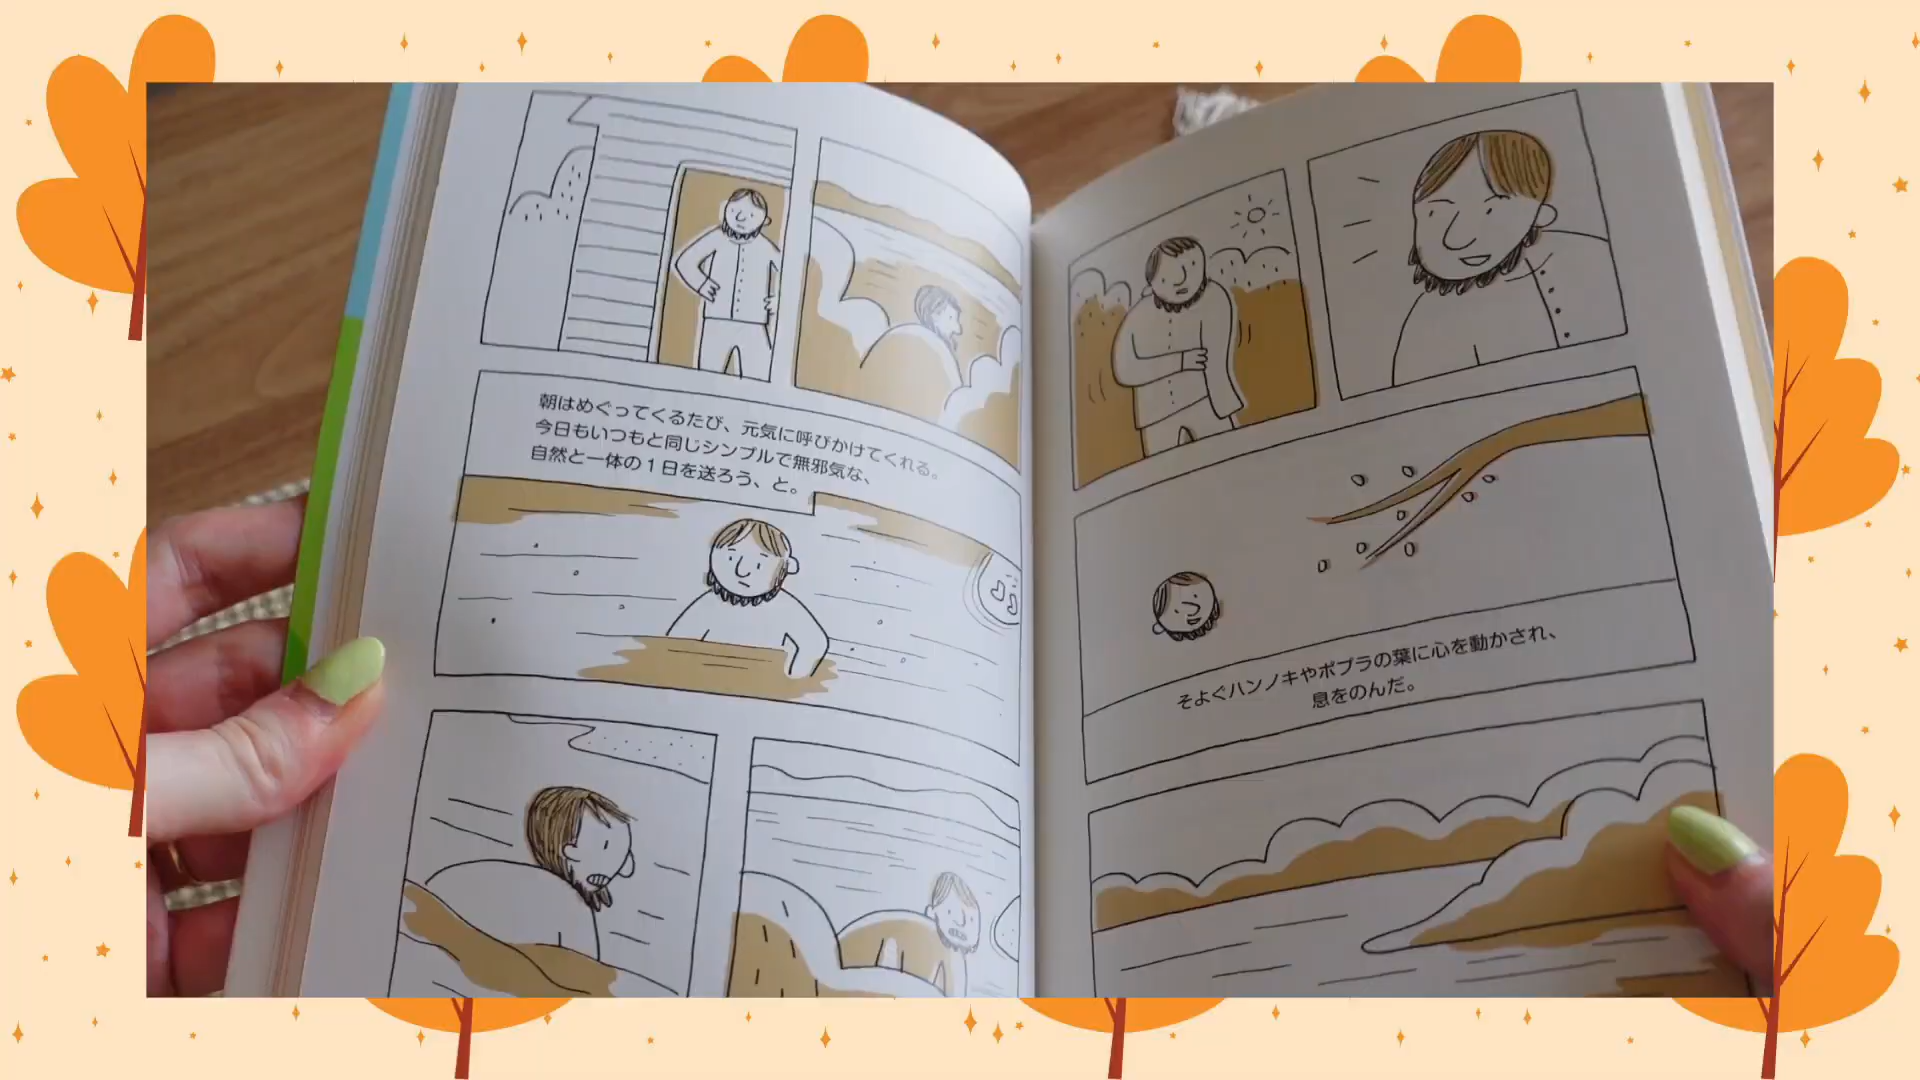 朝はめぐってくるたび、元気に呼びかけてくれる。
今日もいつもと同じシンプルで無邪気な、
自然と一体の1日を送ろう、と。
そよぐハンノキやポプラの葉に心を動かされ、
息をのんだ。